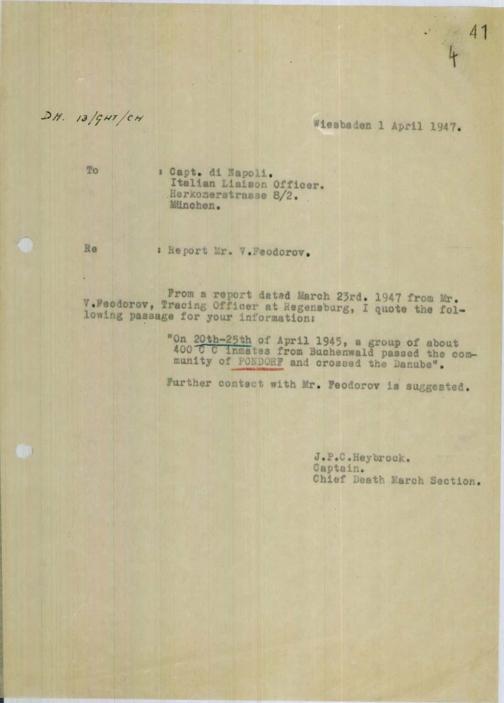 41
4
DM. 13/GHT/CH
Wiesbaden 1 April 1947.
To : Capt. di Napoli.
Italian Liaison Officer.
Herkomerstrasse 8/2.
München.
Re : Report Mr. V.Feodorov.
From a report dated March 23rd. 1947 from Mr.
V.Feodorov, Tracing Officer at Regensburg, I quote the fol-
lowing passage for your information:
"On 20th-25th of April 1945, a group of about
400 C C inmates from Buchenwald passed the com-
munity of PONDORF and crossed the Danube".
Further contact with Mr. Feodorov is suggested.
J.P.C.Heybrock.
Captain.
Chief Death March Section.